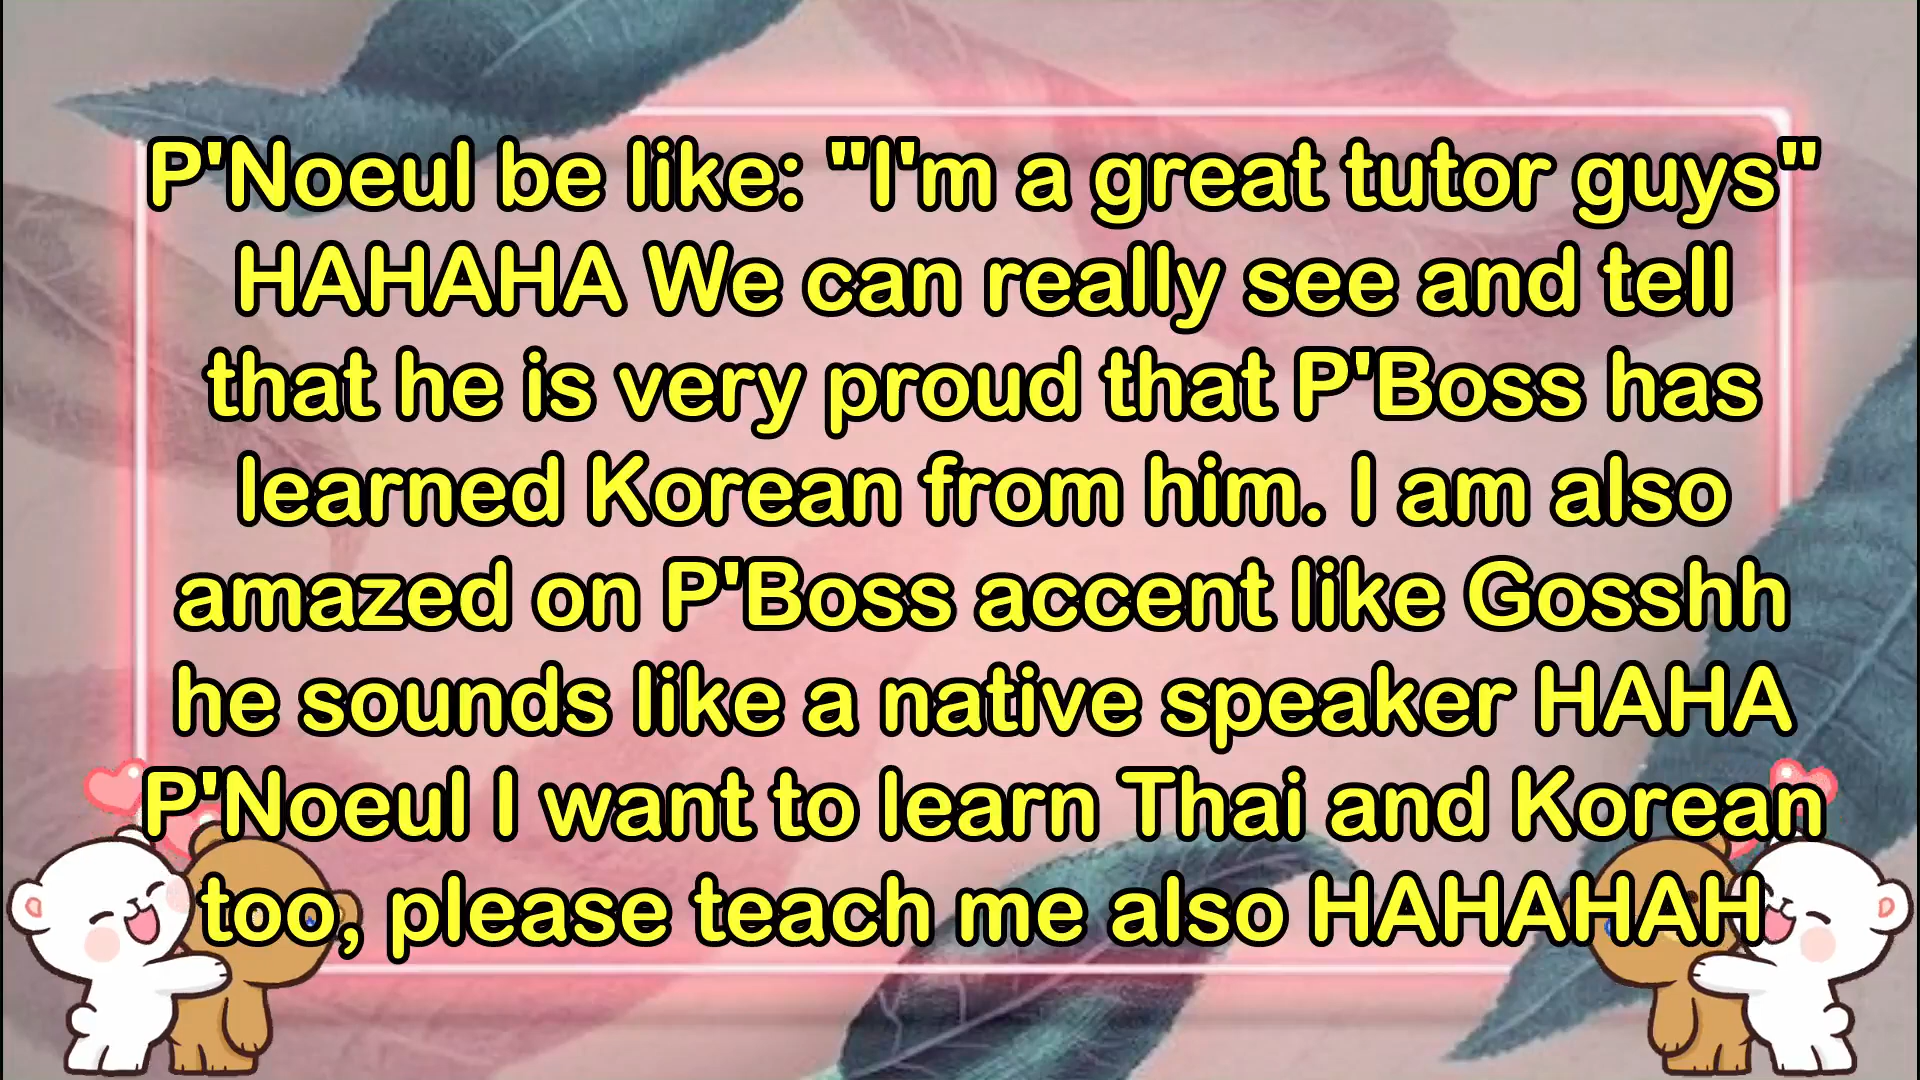 P'Noeul be like: "I'm a great tutor guys"
HAHAHA We can really see and tell
that he is very proud that P'Boss has
learned Korean from him. I am also
amazed on P'Boss accent like Gosshh
he sounds like a native speaker HAHA
P'Noeul I want to learn Thai and Korean
too, please teach me also HAHAHAH